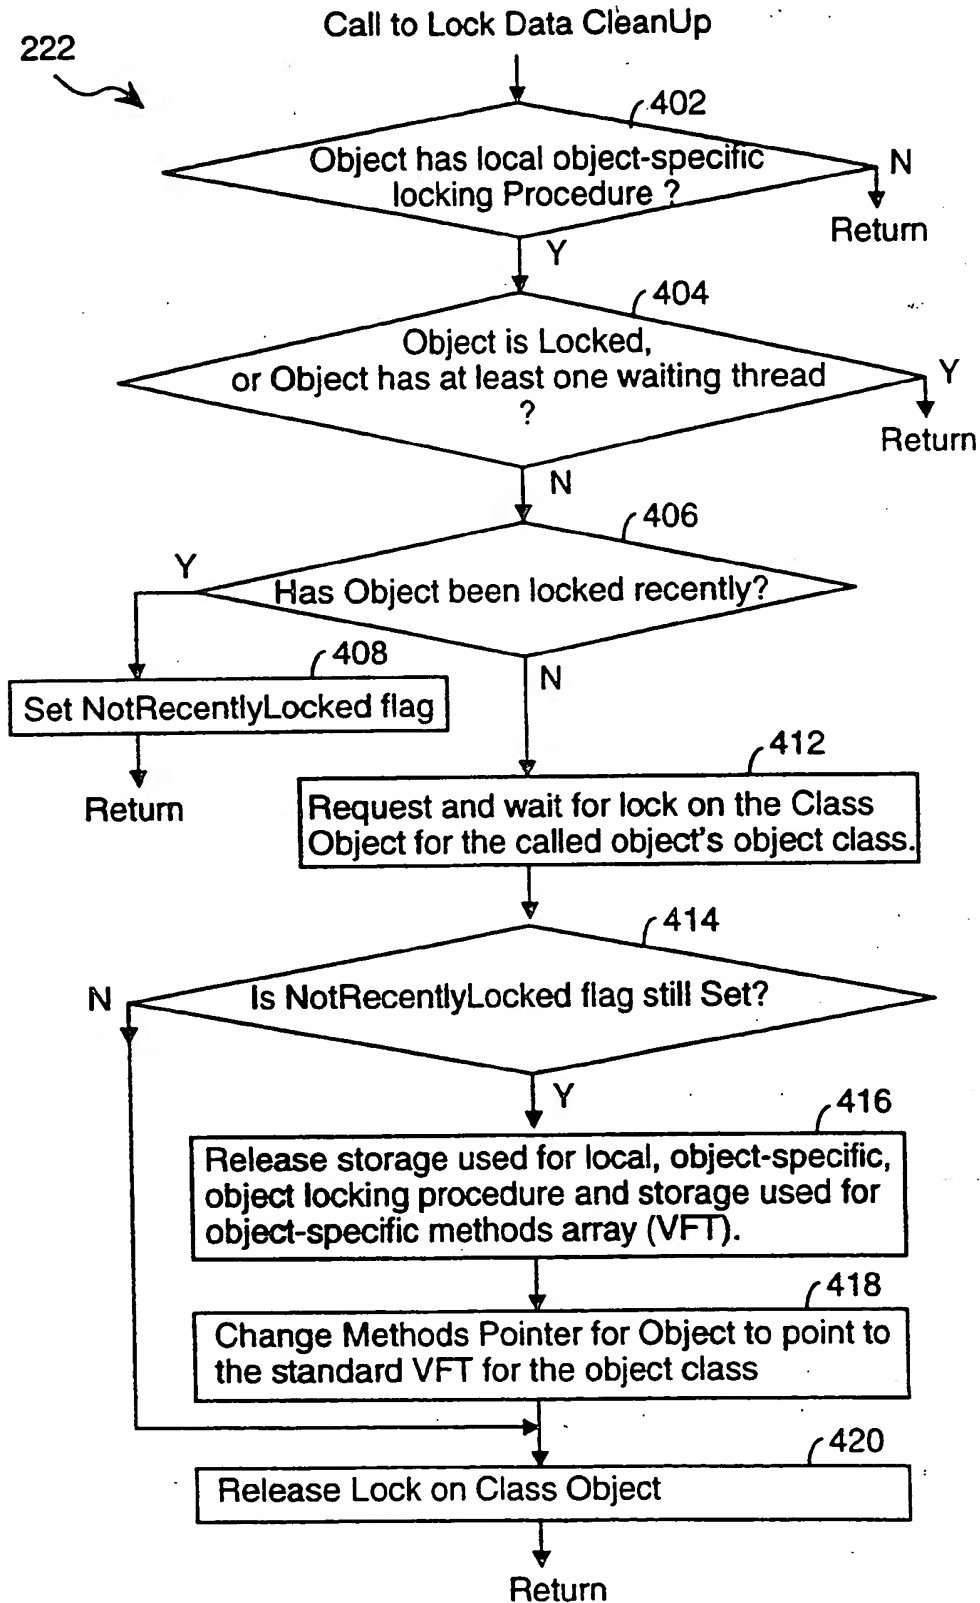 Call to Lock Data CleanUp
222
402
Object has local object-specific
locking Procedure ?
N
Return
Y
404
Object is Locked,
or Object has at least one waiting thread
?
Y
Return
N
406
Y
Has Object been locked recently?
408
N
Set NotRecentlyLocked flag
Return
412
Request and wait for lock on the Class
Object for the called object's object class.
414
N
Is NotRecentlyLocked flag still Set?
Y
416
Release storage used for local, object-specific,
object locking procedure and storage used for
object-specific methods array (VFT).
418
Change Methods Pointer for Object to point to
the standard VFT for the object class
420
Release Lock on Class Object
Return